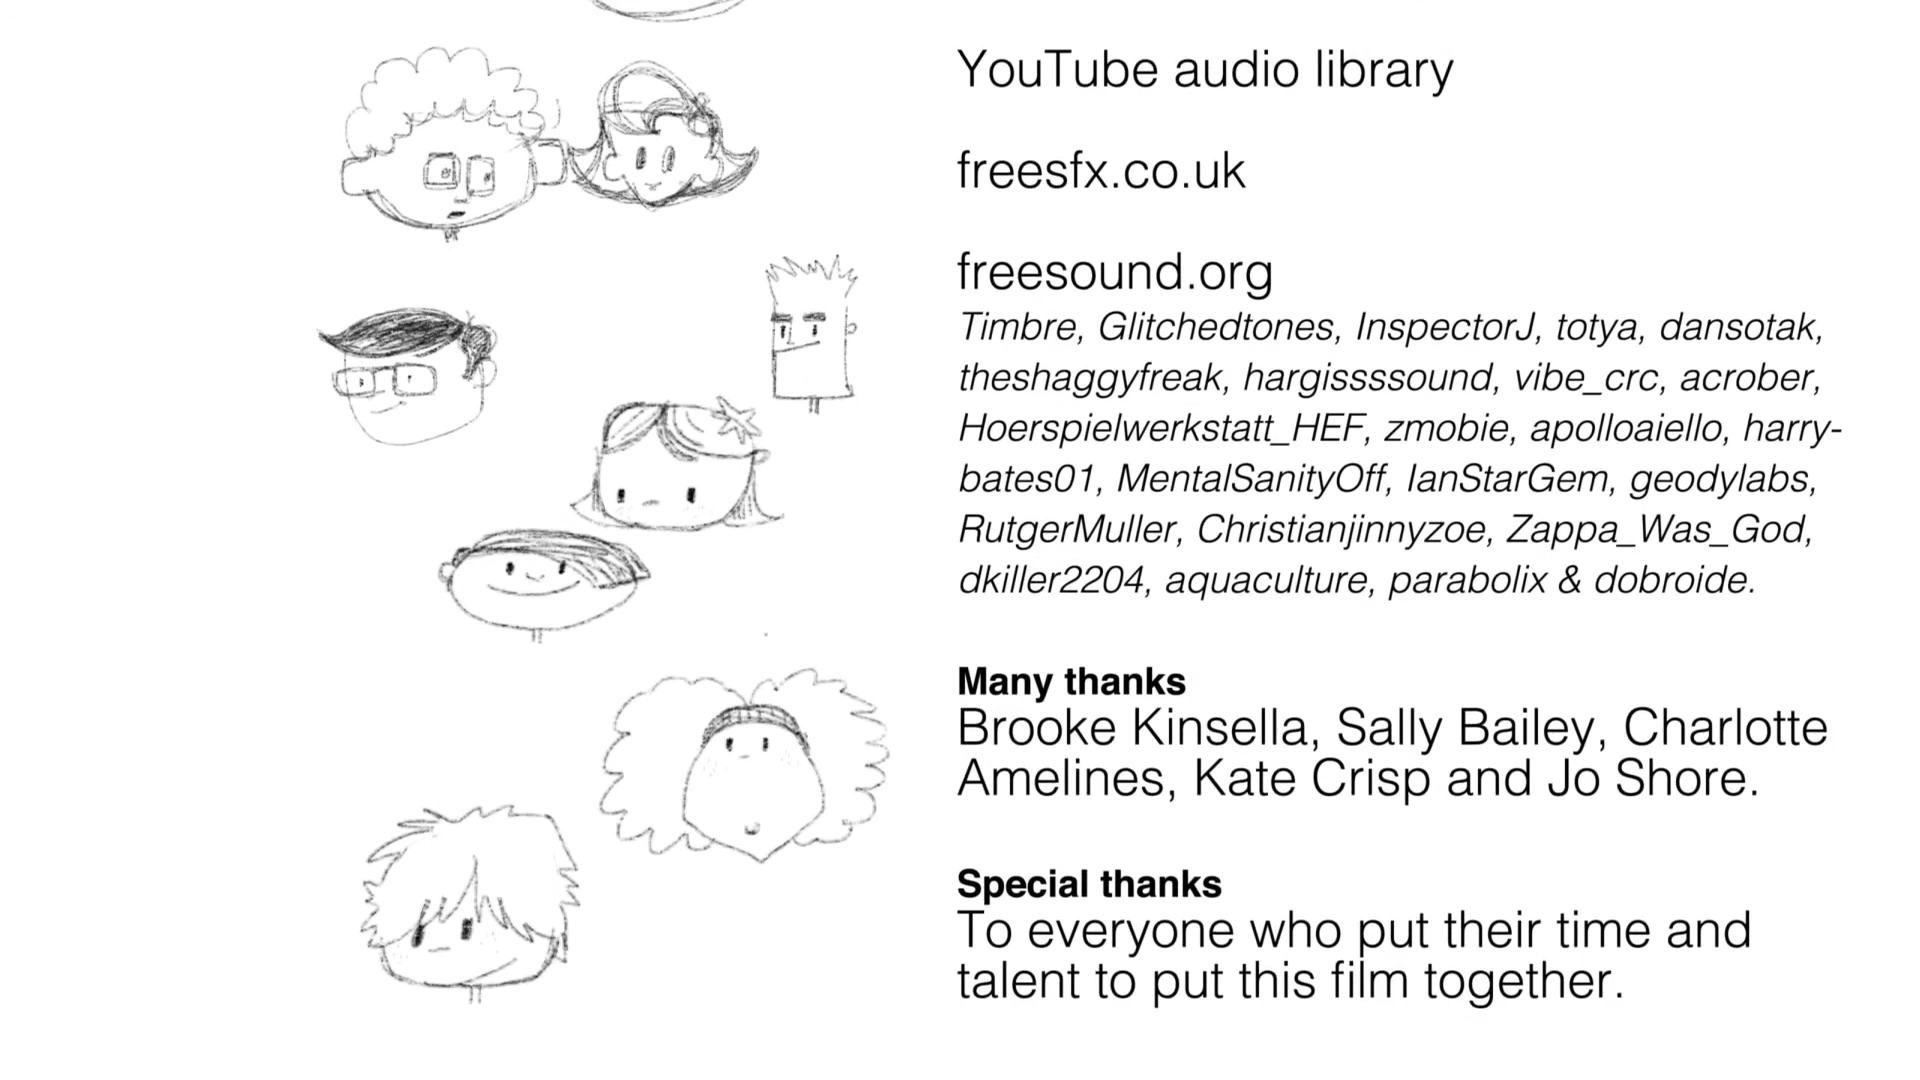 YouTube audio library
freesfx.co.uk
freesound.org
Timbre, Glitchedtones, InspectorJ, totya, dansotak,
theshaggyfreak, hargissssound, vibe_crc, acrober,
Hoerspielwerkstatt_HEF, zmobie, apolloaiello, harry-
bates01, MentalSanityOff, IanStarGem, geodylabs,
RutgerMuller, Christianjinnyzoe, Zappa_Was_God,
dkiller2204, aquaculture, parabolix & dobroide.
Many thanks
Brooke Kinsella, Sally Bailey, Charlotte
Amelines, Kate Crisp and Jo Shore.
Special thanks
To everyone who put their time and
talent to put this film together.